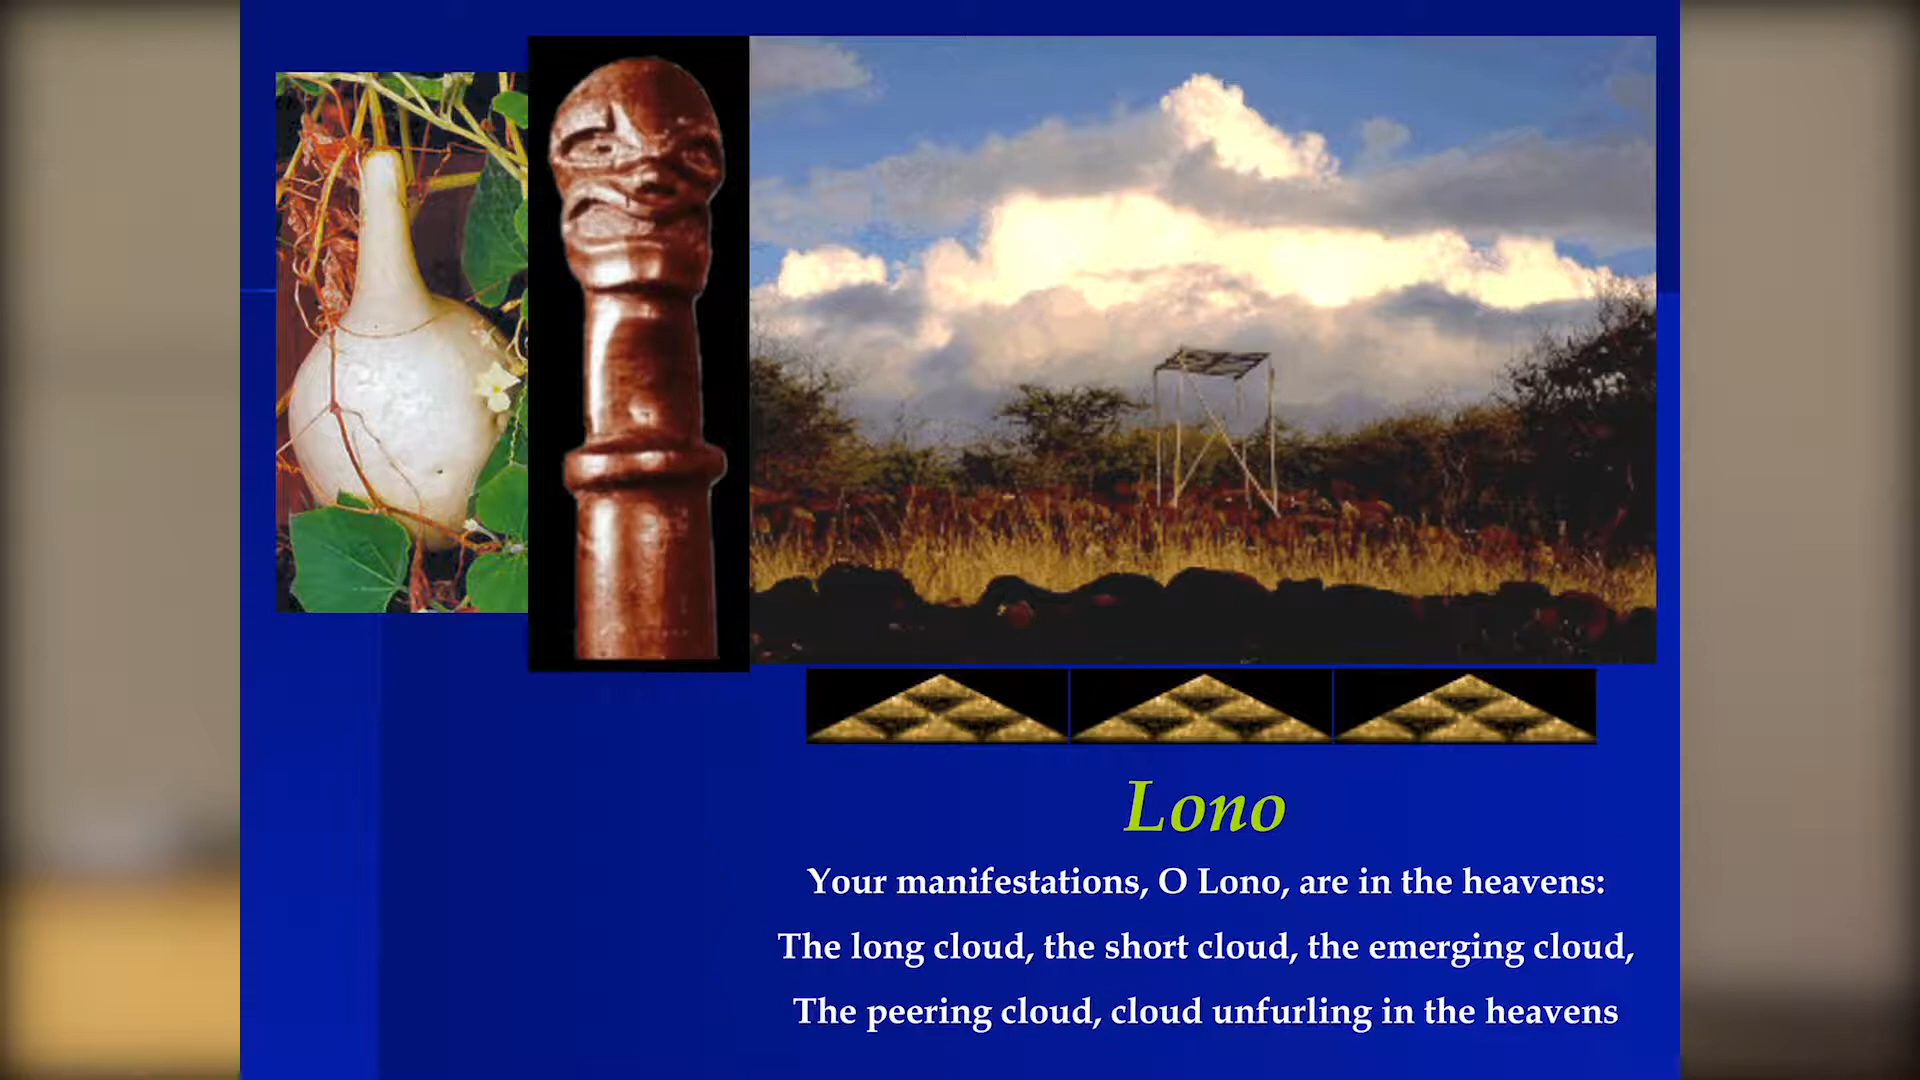 Lono
Your manifestations, O Lono, are in the heavens:
The long cloud, the short cloud, the emerging cloud,
The peering cloud, cloud unfurling in the heavens